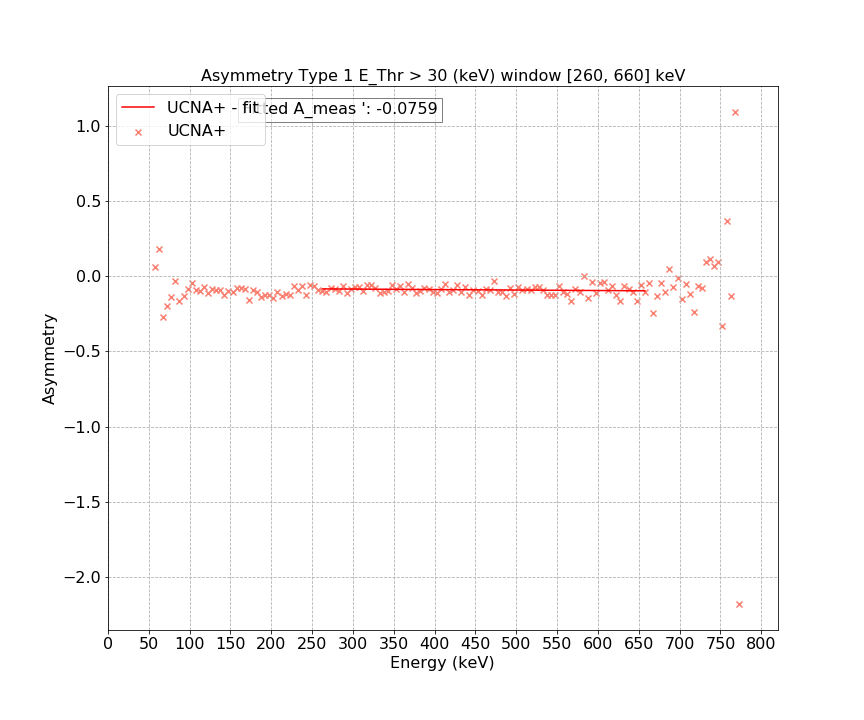 Asymmetry Type 1 E_Thr > 30 (keV) window [260, 660] keV
UCNA+ - fit
tted A_meas ': -0.0759
UCNA+
1.0
0.5
0.0
−0.5
−1.0
−1.5
−2.0
Asymmetry
0 50 100 150 200 250 300 350 400 450 500 550 600 650 700 750 800
Energy (keV)